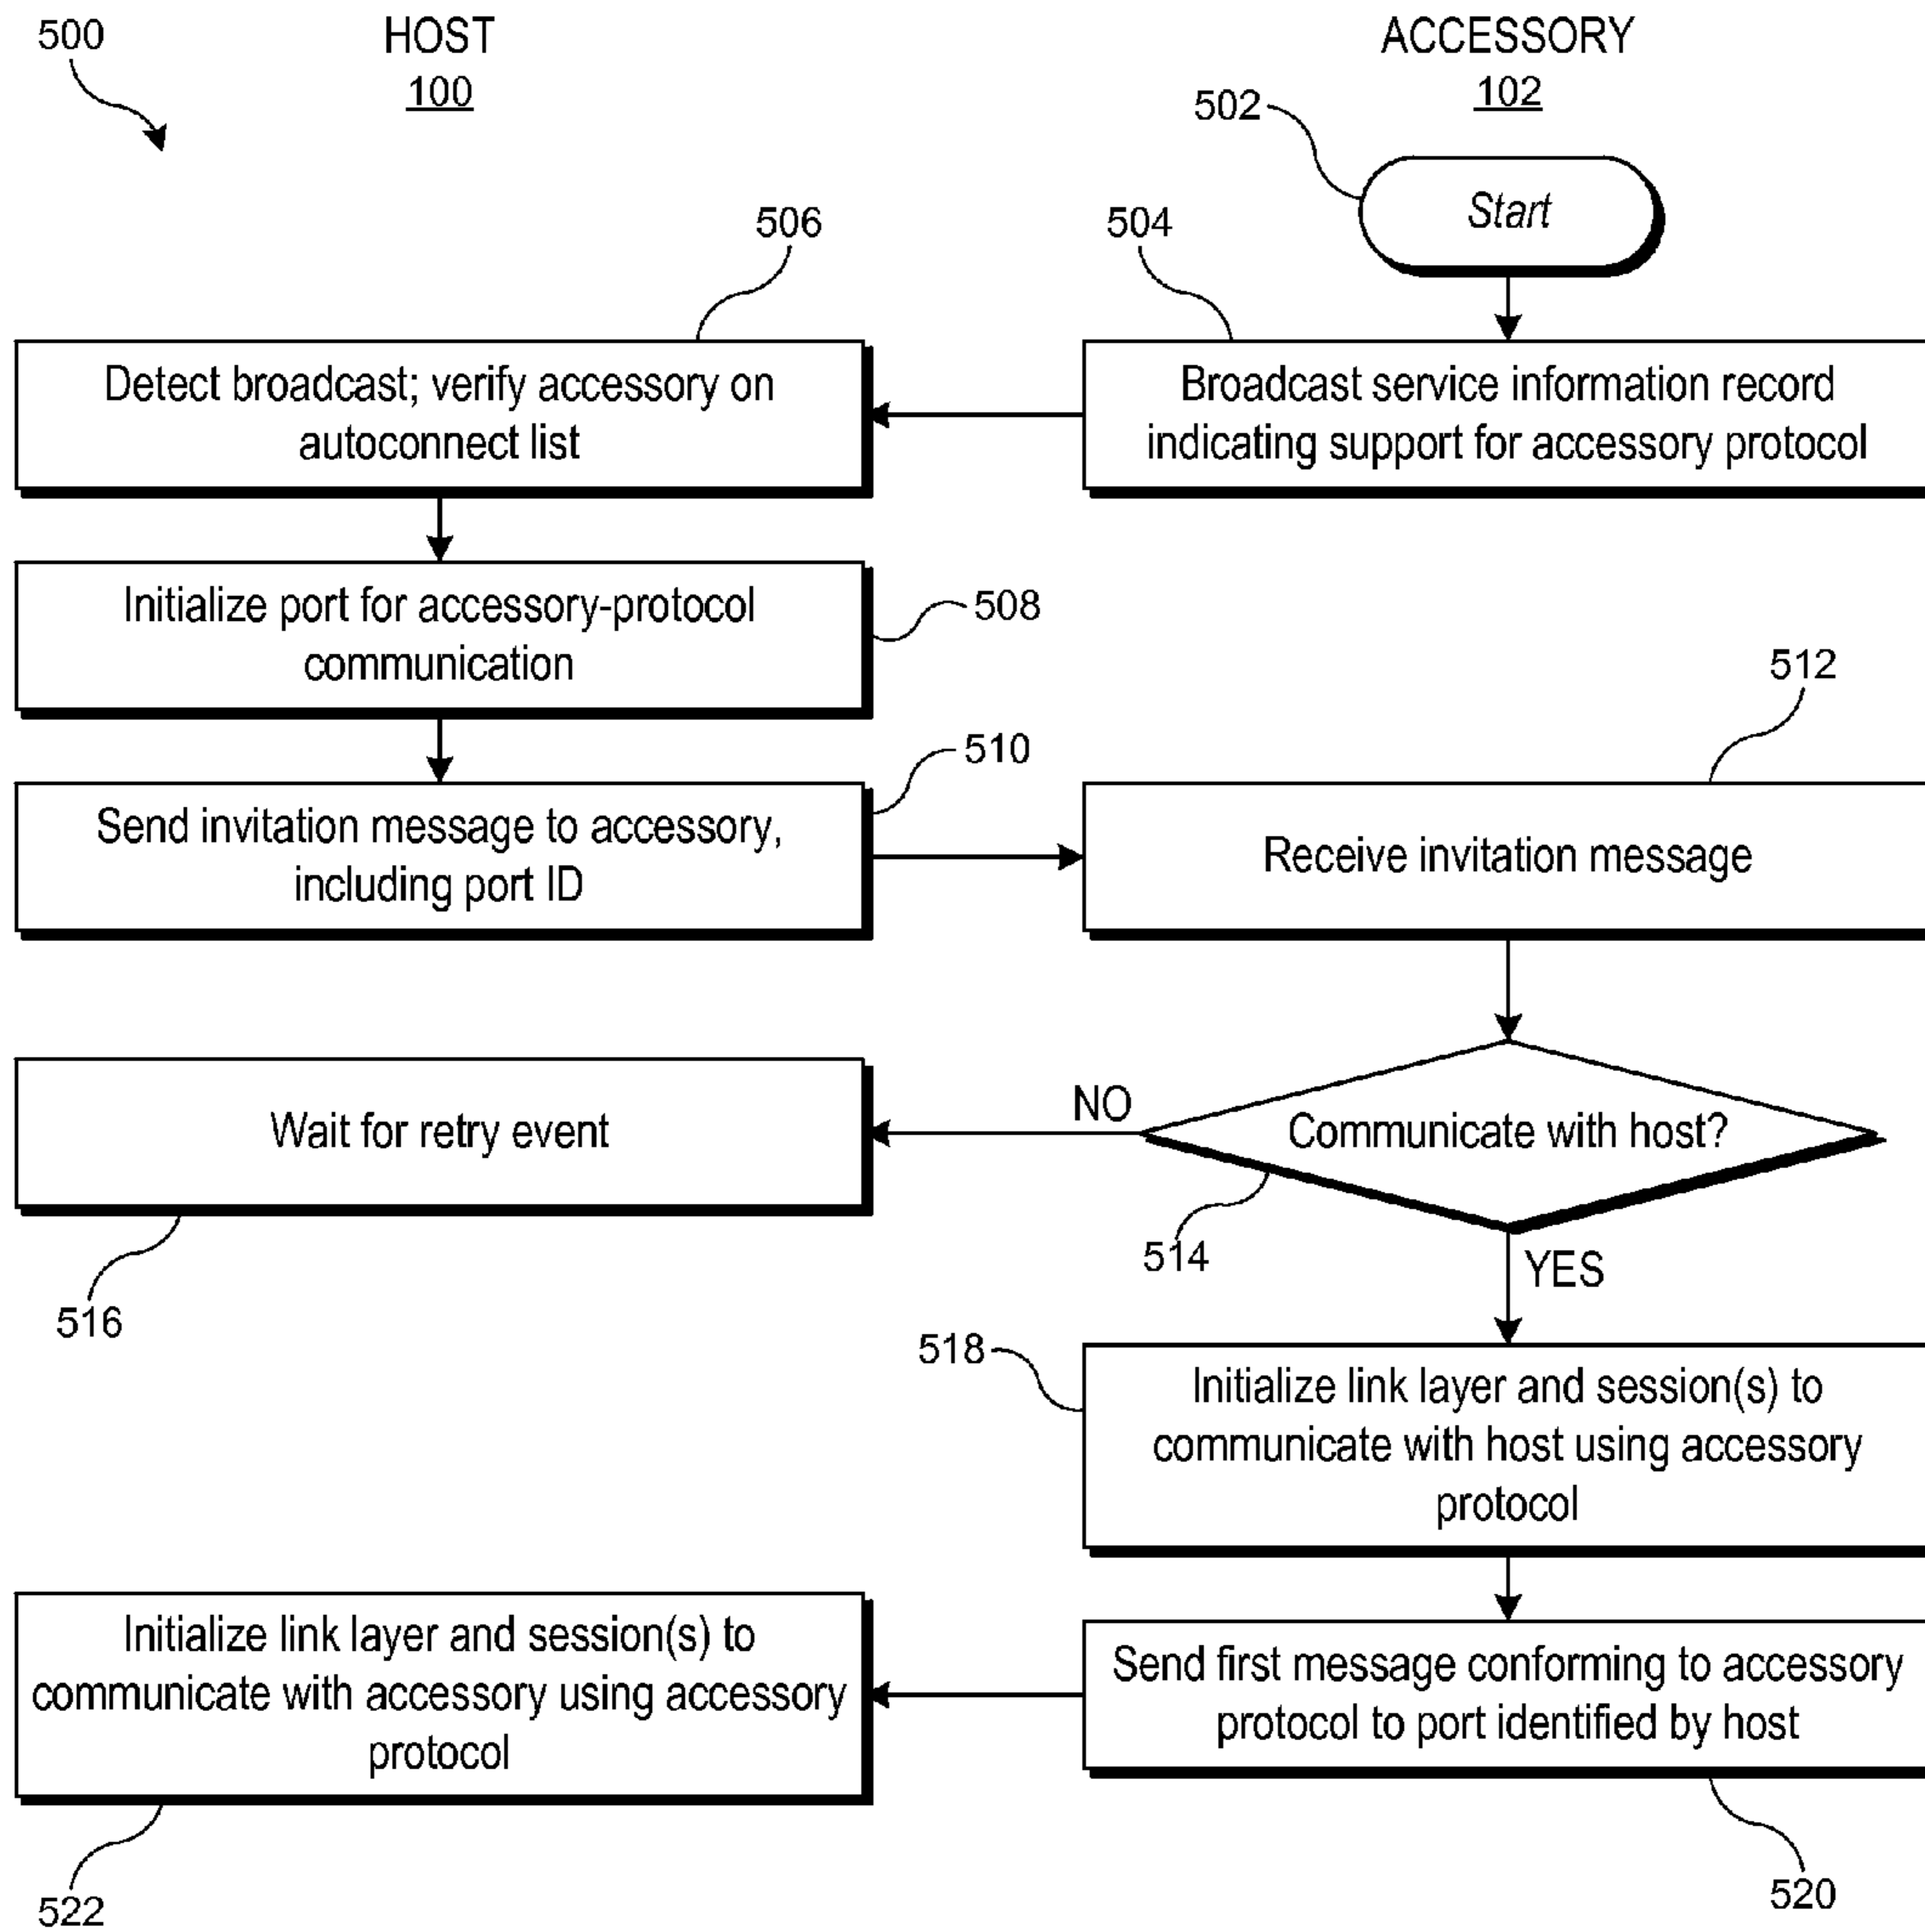 500
HOST
100
ACCESSORY
102
502
Start
506
504
Detect broadcast; verify accessory on
autoconnect list
Broadcast service information record
indicating support for accessory protocol
Initialize port for accessory-protocol
communication
508
512
510
Send invitation message to accessory,
including port ID
Receive invitation message
Wait for retry event
NO
Communicate with host?
514
YES
516
518
Initialize link layer and session(s) to
communicate with host using accessory
protocol
Initialize link layer and session(s) to
communicate with accessory using accessory
protocol
Send first message conforming to accessory
protocol to port identified by host
522
520